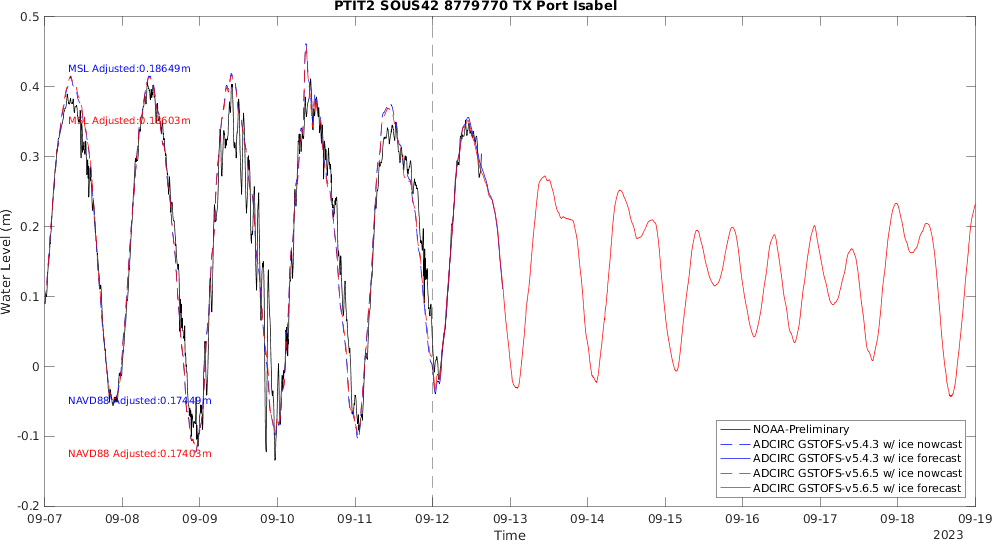 PTIT2 SOUS42 8779770 TX Port Isabel
0.5
0.4
0.3
0.2
0.1
0
-0.1
-0.2
Water Level (m)
MSL Adjusted:0.18649m
MSL Adjusted:0.18603m
NAVD88 Adjusted:0.17449m
NAVD88 Adjusted:0.17403m
NOAA-Preliminary
ADCIRC GSTOFS-v5.4.3 w/ ice nowcast
ADCIRC GSTOFS-v5.4.3 w/ ice forecast
ADCIRC GSTOFS-v5.6.5 w/ ice nowcast
ADCIRC GSTOFS-v5.6.5 w/ ice forecast
09-07 09-08 09-09 09-10 09-11 09-12 09-13 09-14 09-15 09-16 09-17 09-18 09-19
Time
2023